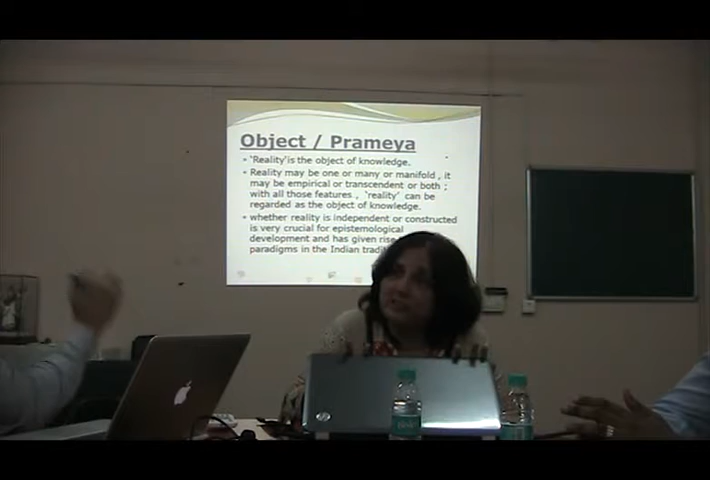 Object / Prameya
'Reality'is the object of knowledge.
Reality may be one or many or manifold , it
may be empirical or transcendent or both ;
with all those features , 'reality' can be
regarded as the object of knowledge.
whether reality is independent or constructed
is very crucial for epistemological
development and has given rise
paradigms in the Indian
hp